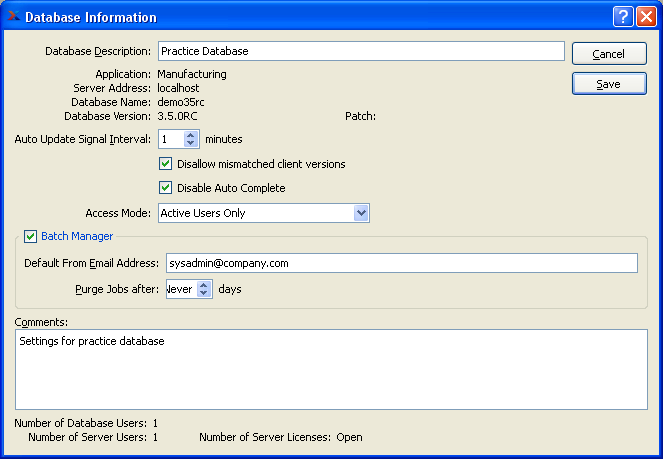 Database Information
Database Description: Practice Database
Cancel
Application: Manufacturing
Save
Server Address: localhost
Database Name: demo35rc
Database Version: 3.5.0RC Patch:
Auto Update Signal Interval: 1 minutes
Disallow mismatched client versions
Disable Auto Complete
Access Mode: Active Users Only
Batch Manager
Default From Email Address: sysadmin@company.com
Purge Jobs after: Never days
Comments:
Settings for practice database
Number of Database Users: 1
Number of Server Users: 1 Number of Server Licenses: Open